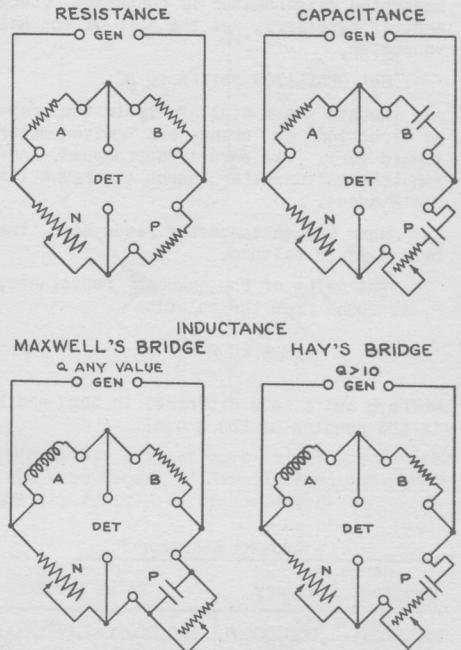 RESISTANCE
GEN
A
B
DET
N
P
CAPACITANCE
GEN
A
B
DET
N
P
INDUCTANCE
MAXWELL'S BRIDGE
Q ANY VALUE
GEN
A
B
DET
N
P
HAY'S BRIDGE
Q>10
GEN
A
B
DET
N
P